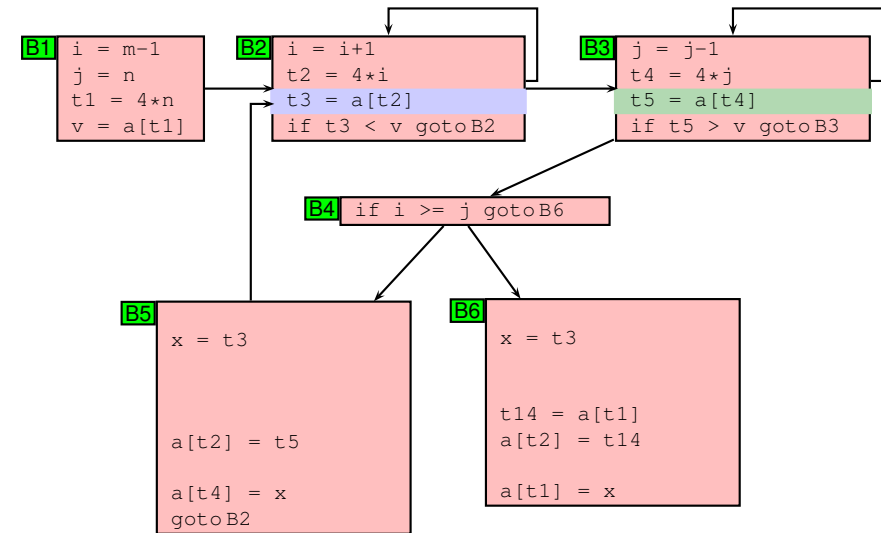 B1
i = m-1
j = n
t1 = 4*n
v = a[t1]
B2
i = i+1
t2 = 4*i
t3 = a[t2]
if t3 < v goto B2
B3
j = j-1
t4 = 4*j
t5 = a[t4]
if t5 > v goto B3
B4
if i >= j goto B6
B5
x = t3
a[t2] = t5
a[t4] = x
goto B2
B6
x = t3
t14 = a[t1]
a[t2] = t14
a[t1] = x